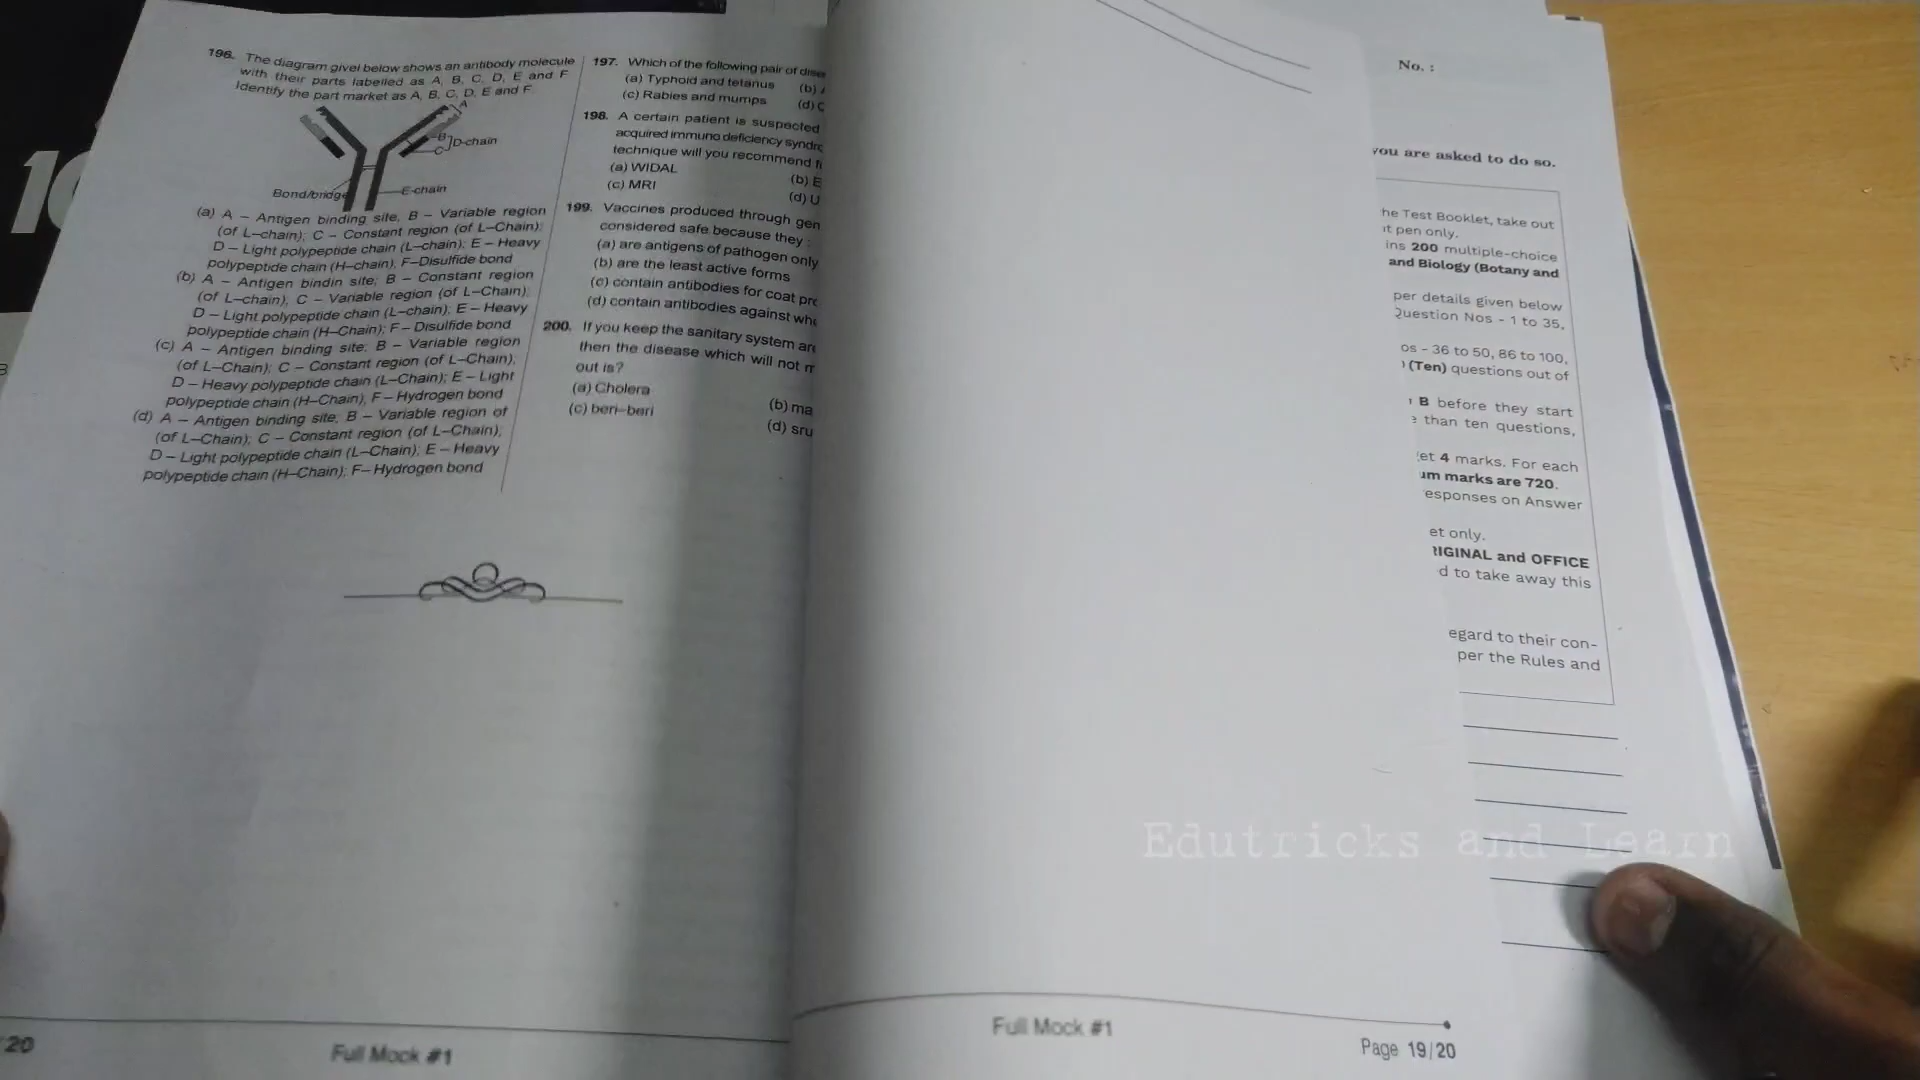 196. The diagram givel below shows an antibody molecule
with their parts labelled as A, B, C, D, E and F.
Identify the part market as A, B, C, D, E and F.
A
B
C
D-chain
Bond/bridge
E-chain
(a) A – Antigen binding site, B – Variable region
(of L–chain); C – Constant region (of L–Chain);
D – Light polypeptide chain (L–chain); E – Heavy
polypeptide chain (H–chain), F–Disulfide bond
(b) A – Antigen bindin site; B – Constant region
(of L–chain), C – Variable region (of L–Chain);
D – Light polypeptide chain (L–chain), E – Heavy
polypeptide chain (H–Chain); F – Disulfide bond
(c) A – Antigen binding site; B – Variable region
(of L–Chain); C – Constant region (of L–Chain);
D – Heavy polypeptide chain (L–Chain); E – Light
polypeptide chain (H–Chain), F – Hydrogen bond
(d) A – Antigen binding site, B – Variable region of
(of L–Chain); C – Constant region (of L–Chain),
D – Light polypeptide chain (L–Chain); E – Heavy
polypeptide chain (H–Chain); F– Hydrogen bond
197. Which of the following pair of
(a) Typhoid and tetanus (b)
(c) Rabies and mumps (d)
198. A certain patient is suspected
acquired immuno deficiency
technique will you recommend
(a) WIDAL (b) E
(c) MRI (d) U
199. Vaccines produced through gen
considered safe because they :
(a) are antigens of pathogen only
(b) are the least active forms
(c) contain antibodies for coat
(d) contain antibodies against
200. If you keep the sanitary system
then the disease which will not
out is?
(a) Cholera (b) ma
(c) beri–beri (d)
20
Full Mock #1
Full Mock #1
Page 19/20
No. :
you are asked to do so.
he Test Booklet, take out
pen only.
ins 200 multiple-choice
and Biology (Botany and
per details given below
Question Nos - 1 to 35,
os - 36 to 50, 86 to 100,
(Ten) questions out of
B before they start
than ten questions,
et 4 marks. For each
um marks are 720.
esponses on Answer
et only.
RIGINAL and OFFICE
d to take away this
egard to their con-
per the Rules and
Edutricks and Learn